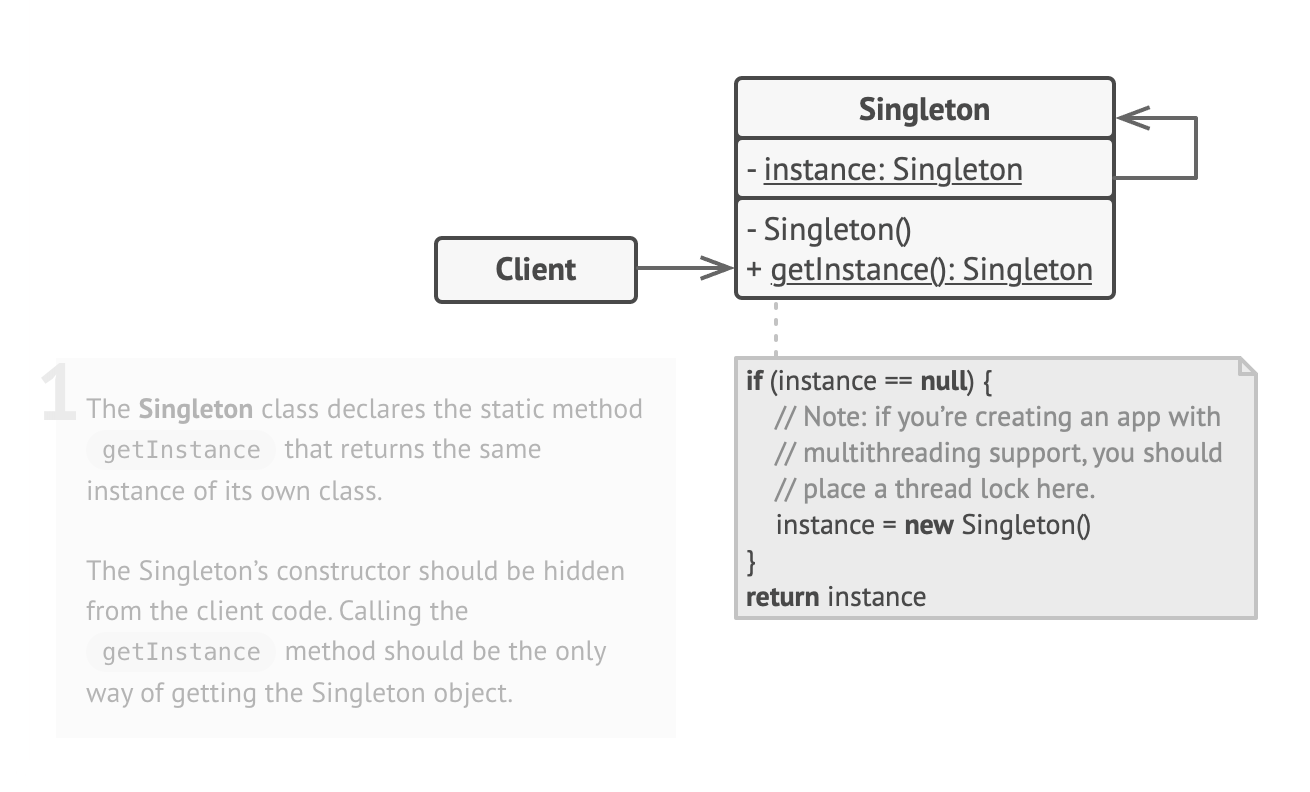 Singleton
- instance: Singleton
- Singleton()
+ getInstance(): Singleton
Client
1
The Singleton class declares the static method
getInstance that returns the same
instance of its own class.
The Singleton’s constructor should be hidden
from the client code. Calling the
getInstance method should be the only
way of getting the Singleton object.
if (instance == null) {
// Note: if you’re creating an app with
// multithreading support, you should
// place a thread lock here.
instance = new Singleton()
}
return instance